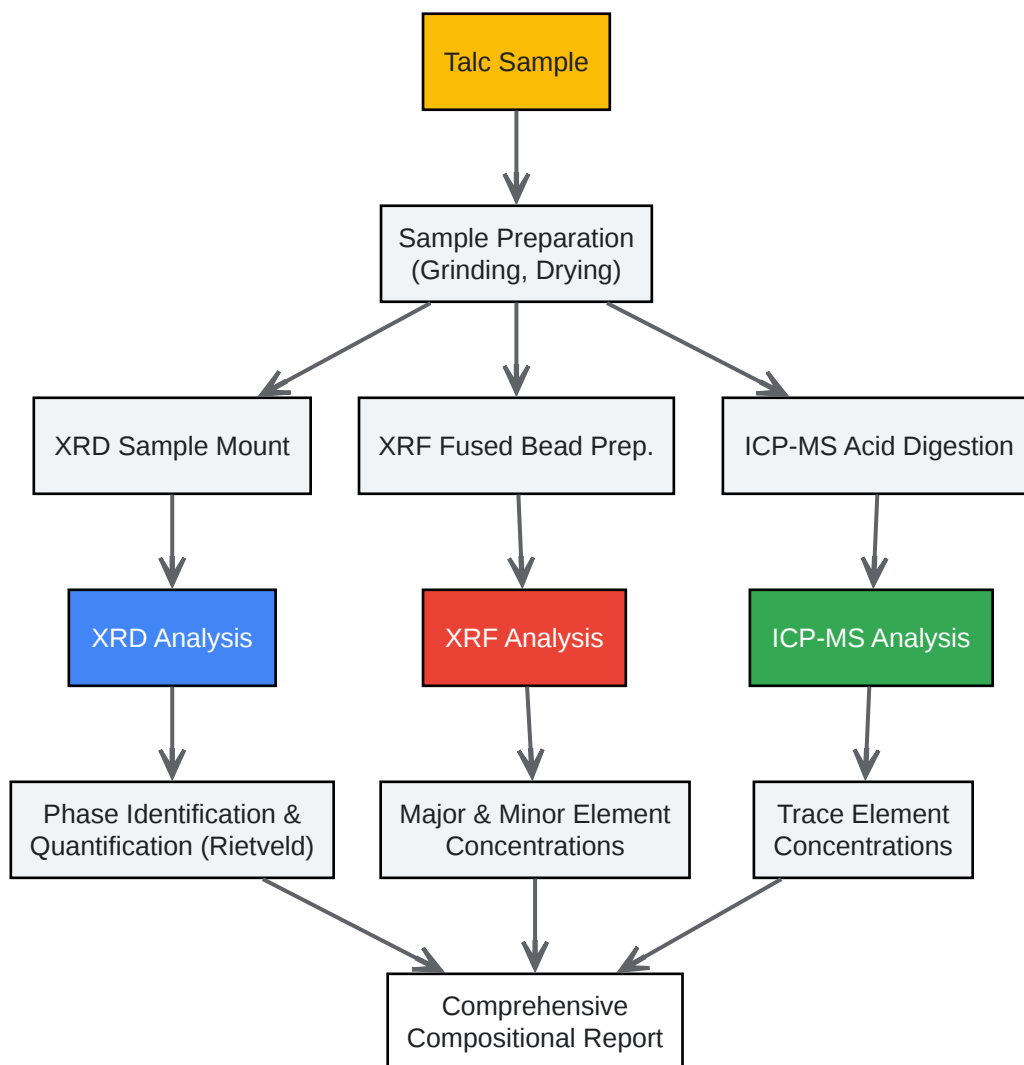 Talc Sample
Sample Preparation
(Grinding, Drying)
XRD Sample Mount
XRF Fused Bead Prep.
ICP-MS Acid Digestion
XRD Analysis
XRF Analysis
ICP-MS Analysis
Phase Identification &
Quantification (Rietveld)
Major & Minor Element
Concentrations
Trace Element
Concentrations
Comprehensive
Compositional Report